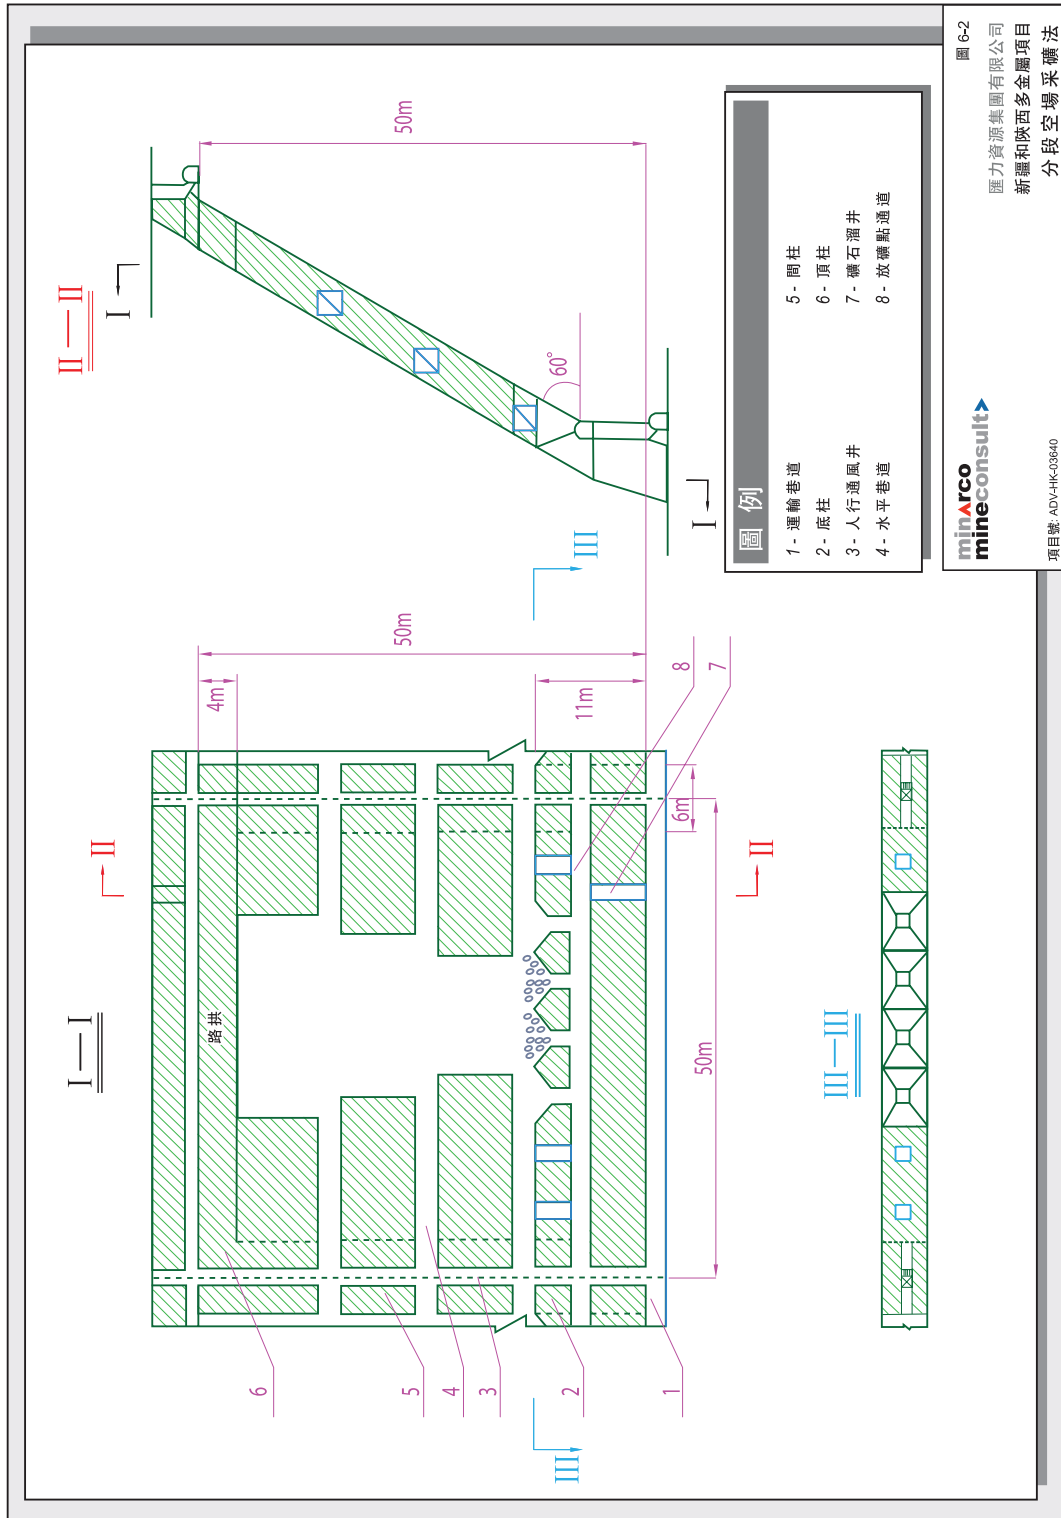 I—I
II—II
50m
I
50m
4m
60°
路拱
III
11m
I
8
7
6m
50m
II
II
6
5
4
3
2
1
III
III—III
圖 例
1 - 運輸巷道
2 - 底柱
3 - 人行通風井
4 - 水平巷道
5 - 間柱
6 - 頂柱
7 - 礦石溜井
8 - 放礦點通道
minarco
mineconsult
項目號: ADV-HK-03640
圖 6-2
匯力資源集團有限公司
新疆和陝西多金屬項目
分段空場采礦法